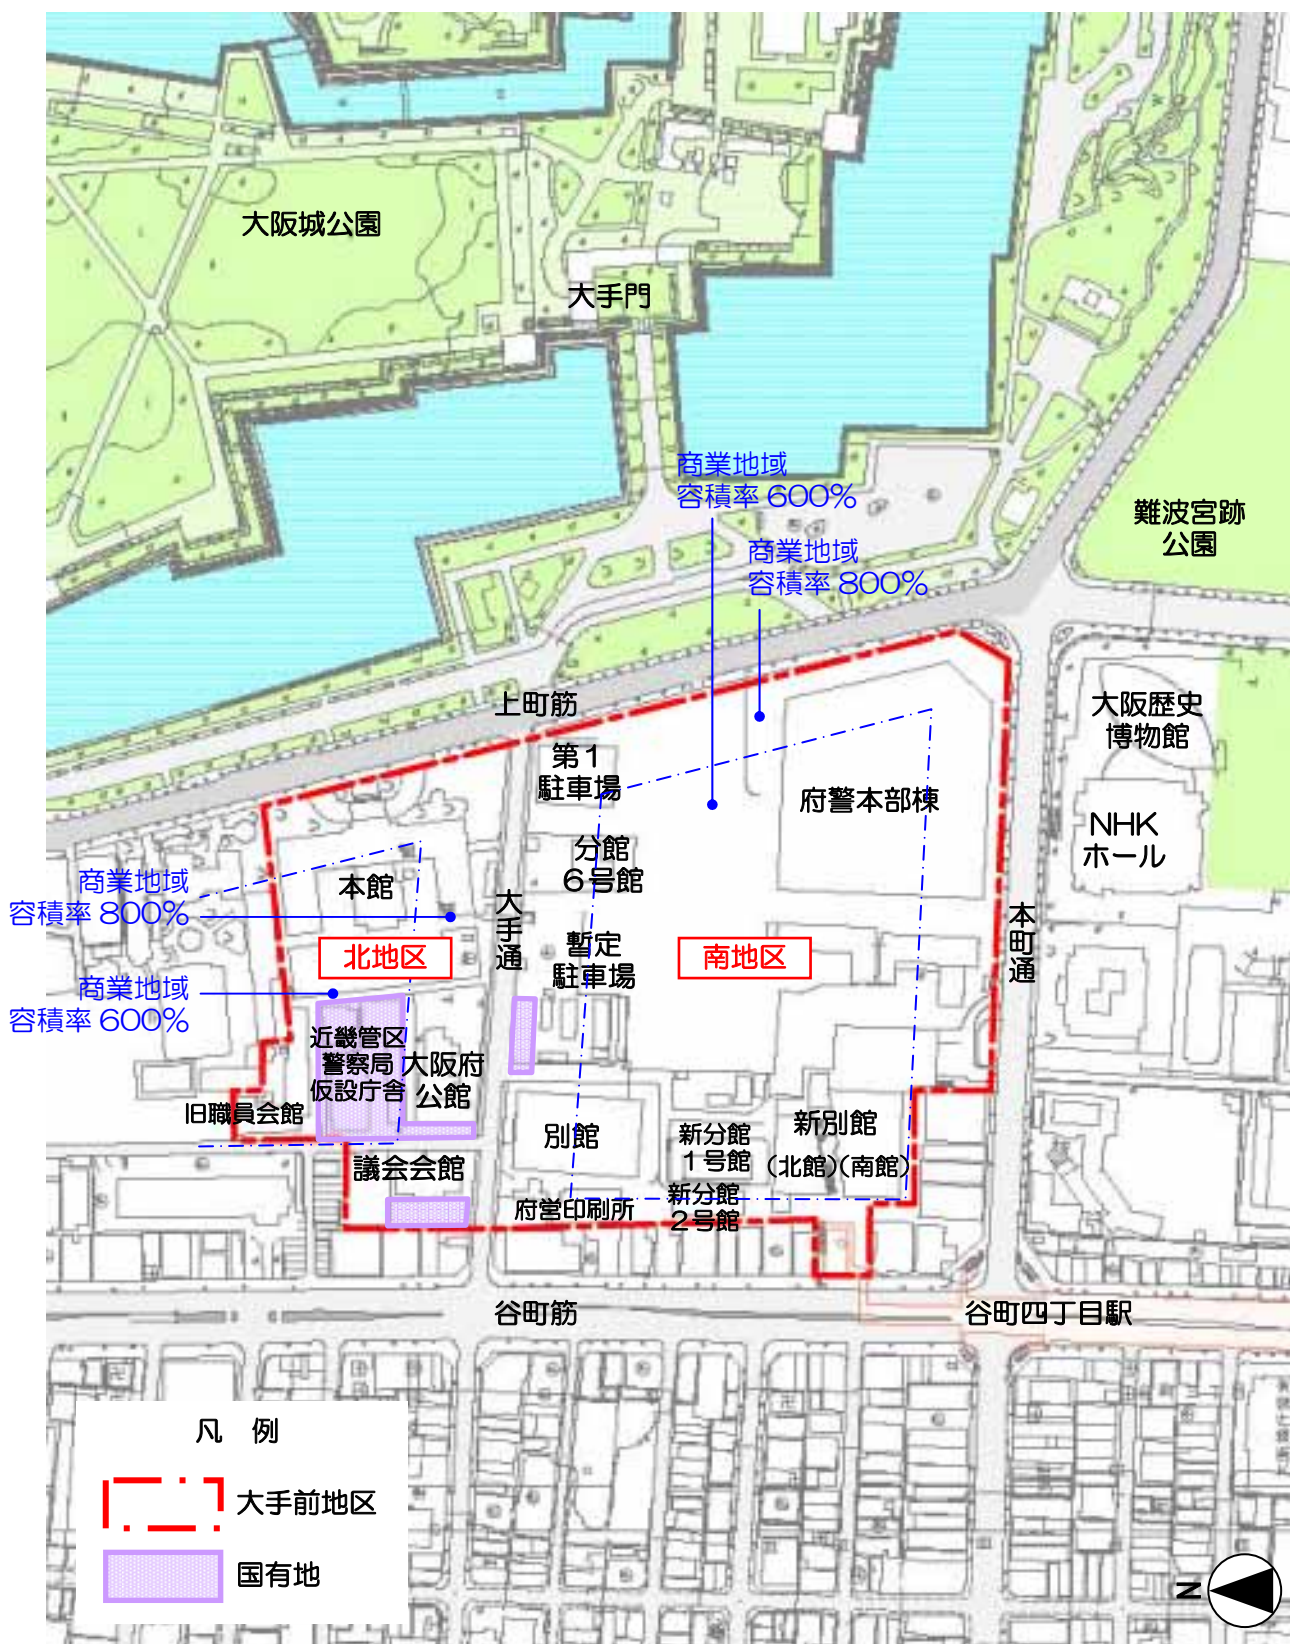 大阪城公園
大手門
商業地域
容積率 600%
商業地域
容積率 800%
難波宮跡
公園
上町筋
大阪歴史
博物館
第1
駐車場
府警本部棟
NHK
ホール
分館
6号館
商業地域
容積率 800%
本館
大手通
本町通
暫定
駐車場
北地区
南地区
商業地域
容積率 600%
近畿管区
警察局
仮設庁舎
大阪府
公館
旧職員会館
別館
新分館
1号館
新別館
(北館)(南館)
議会会館
府営印刷所
新分館
2号館
谷町筋
谷町四丁目駅
凡 例
大手前地区
国有地
N